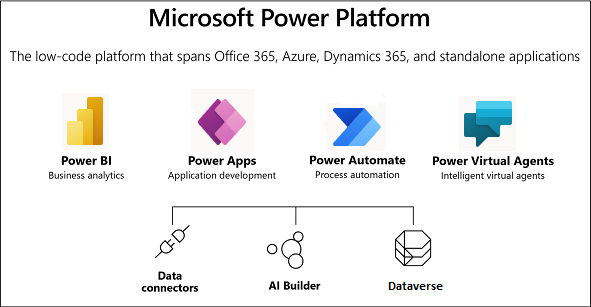 Microsoft Power Platform
The low-code platform that spans Office 365, Azure, Dynamics 365, and standalone applications
Power BI
Business analytics
Power Apps
Application development
Power Automate
Process automation
Power Virtual Agents
Intelligent virtual agents
Data
connectors
AI Builder
Dataverse